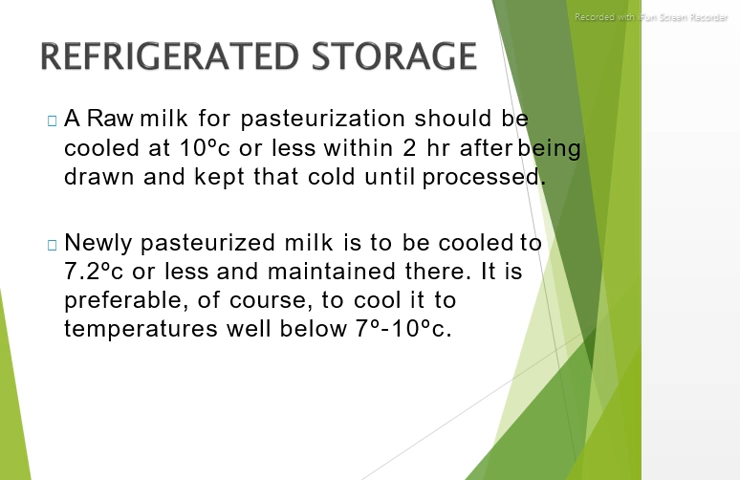 Recorded with iFun Screen Recorder
REFRIGERATED STORAGE
A Raw milk for pasteurization should be
cooled at 10ºc or less within 2 hr after being
drawn and kept that cold until processed.
Newly pasteurized milk is to be cooled to
7.2ºc or less and maintained there. It is
preferable, of course, to cool it to
temperatures well below 7º-10ºc.